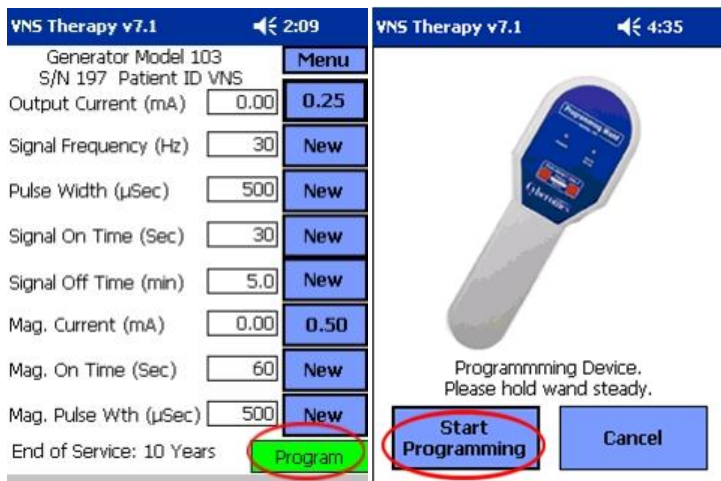 VNS Therapy v7.1 2:09
Generator Model 103
S/N 197 Patient ID VNS
Menu
Output Current (mA) 0.00 0.25
Signal Frequency (Hz) 30 New
Pulse Width (µSec) 500 New
Signal On Time (Sec) 30 New
Signal Off Time (min) 5.0 New
Mag. Current (mA) 0.00 0.50
Mag. On Time (Sec) 60 New
Mag. Pulse Wth (µSec) 500 New
End of Service: 10 Years Program
VNS Therapy v7.1 4:35
Programming Wand
Cyberonics
Programmming Device.
Please hold wand steady.
Start
Programming
Cancel